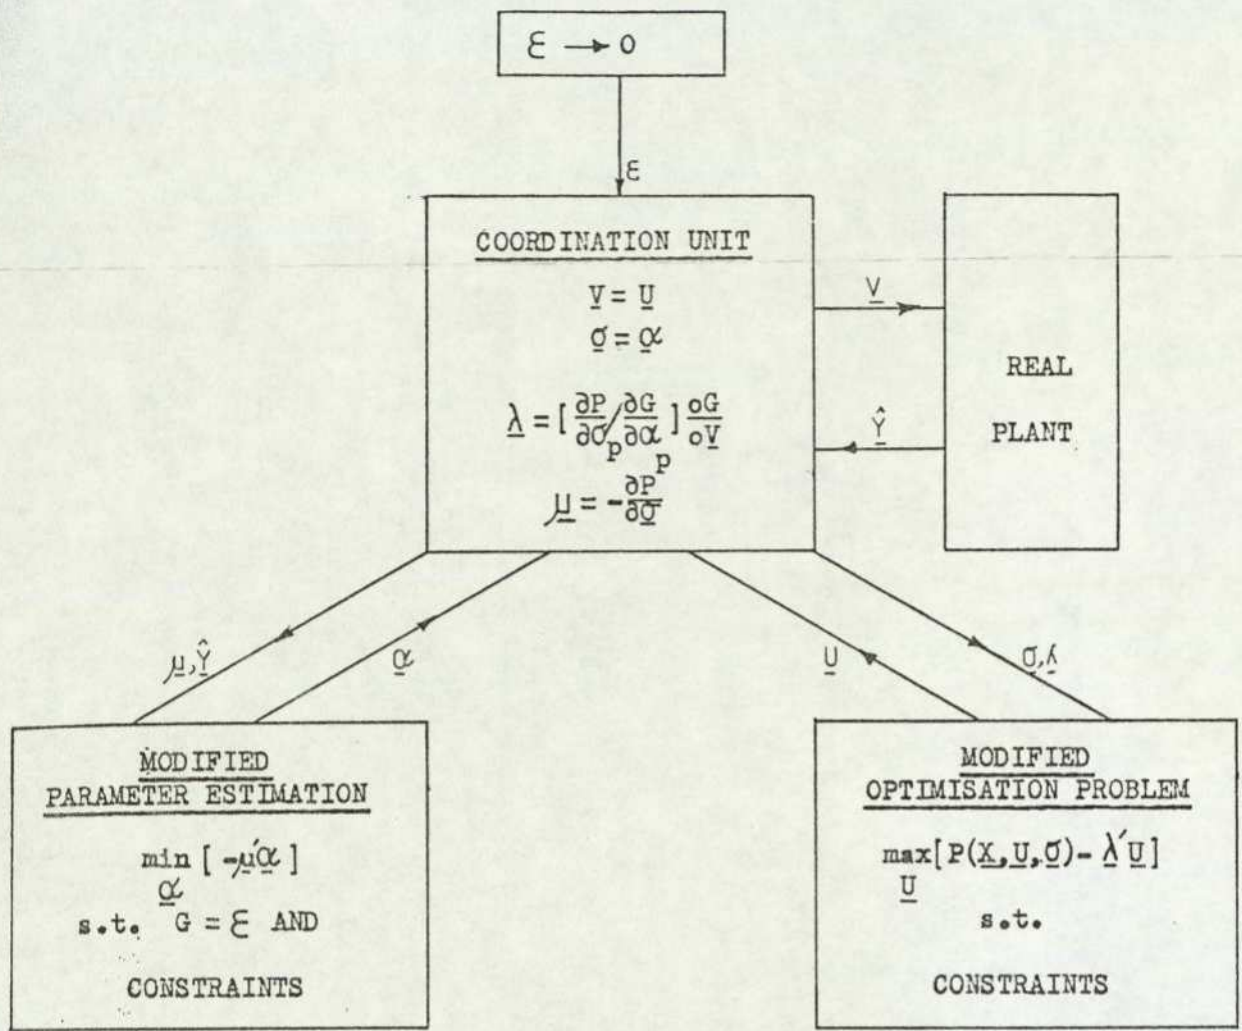 ε → 0
ε
COORDINATION UNIT
V̲ = U̲
σ̲ = α̲
λ̲ = [ ∂P/∂σ_p / ∂G/∂α_p ] ∂G/∂V̲
μ̲ = - ∂P/∂σ̲
V̲
Ŷ̲
REAL
PLANT
μ̲, Ŷ̲
α̲
U̲
σ̲, λ̲
MODIFIED
PARAMETER ESTIMATION
min [ -μ̲′α̲ ]
α̲
s.t. G = ε AND
CONSTRAINTS
MODIFIED
OPTIMISATION PROBLEM
max[P(X̲,U̲,σ̲) - λ̲′U̲]
U̲
s.t.
CONSTRAINTS